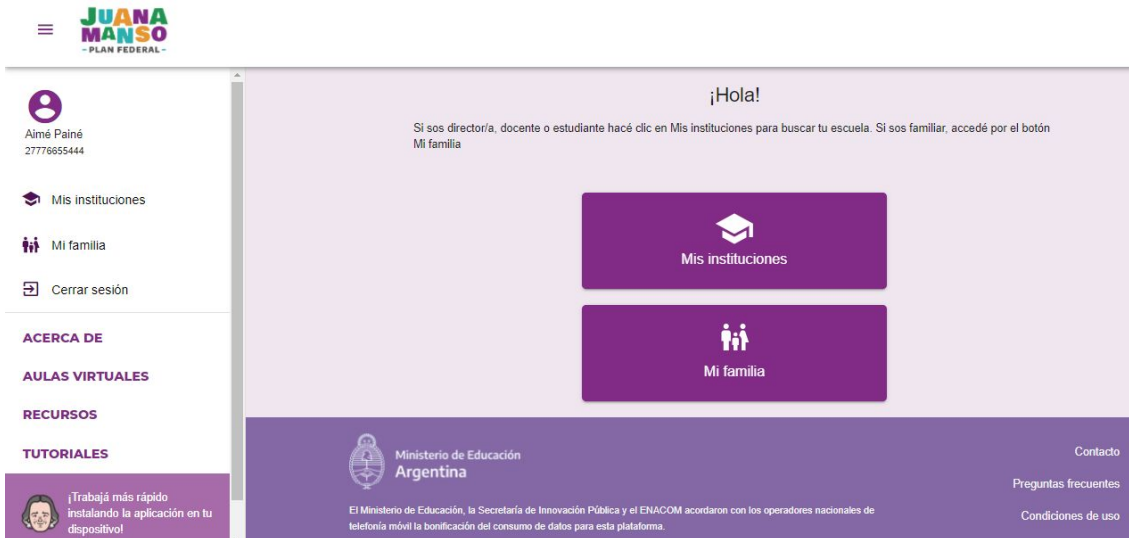 JUANA
MANSO
- PLAN FEDERAL -
Aimé Painé
27776655444
Mis instituciones
Mi familia
Cerrar sesión
ACERCA DE
AULAS VIRTUALES
RECURSOS
TUTORIALES
¡Trabajá más rápido
instalando la aplicación en tu
dispositivo!
¡Hola!
Si sos director/a, docente o estudiante hacé clic en Mis instituciones para buscar tu escuela. Si sos familiar, accedé por el botón
Mi familia
Mis instituciones
Mi familia
Ministerio de Educación
Argentina
El Ministerio de Educación, la Secretaría de Innovación Pública y el ENACOM acordaron con los operadores nacionales de
telefonía móvil la bonificación del consumo de datos para esta plataforma.
Contacto
Preguntas frecuentes
Condiciones de uso